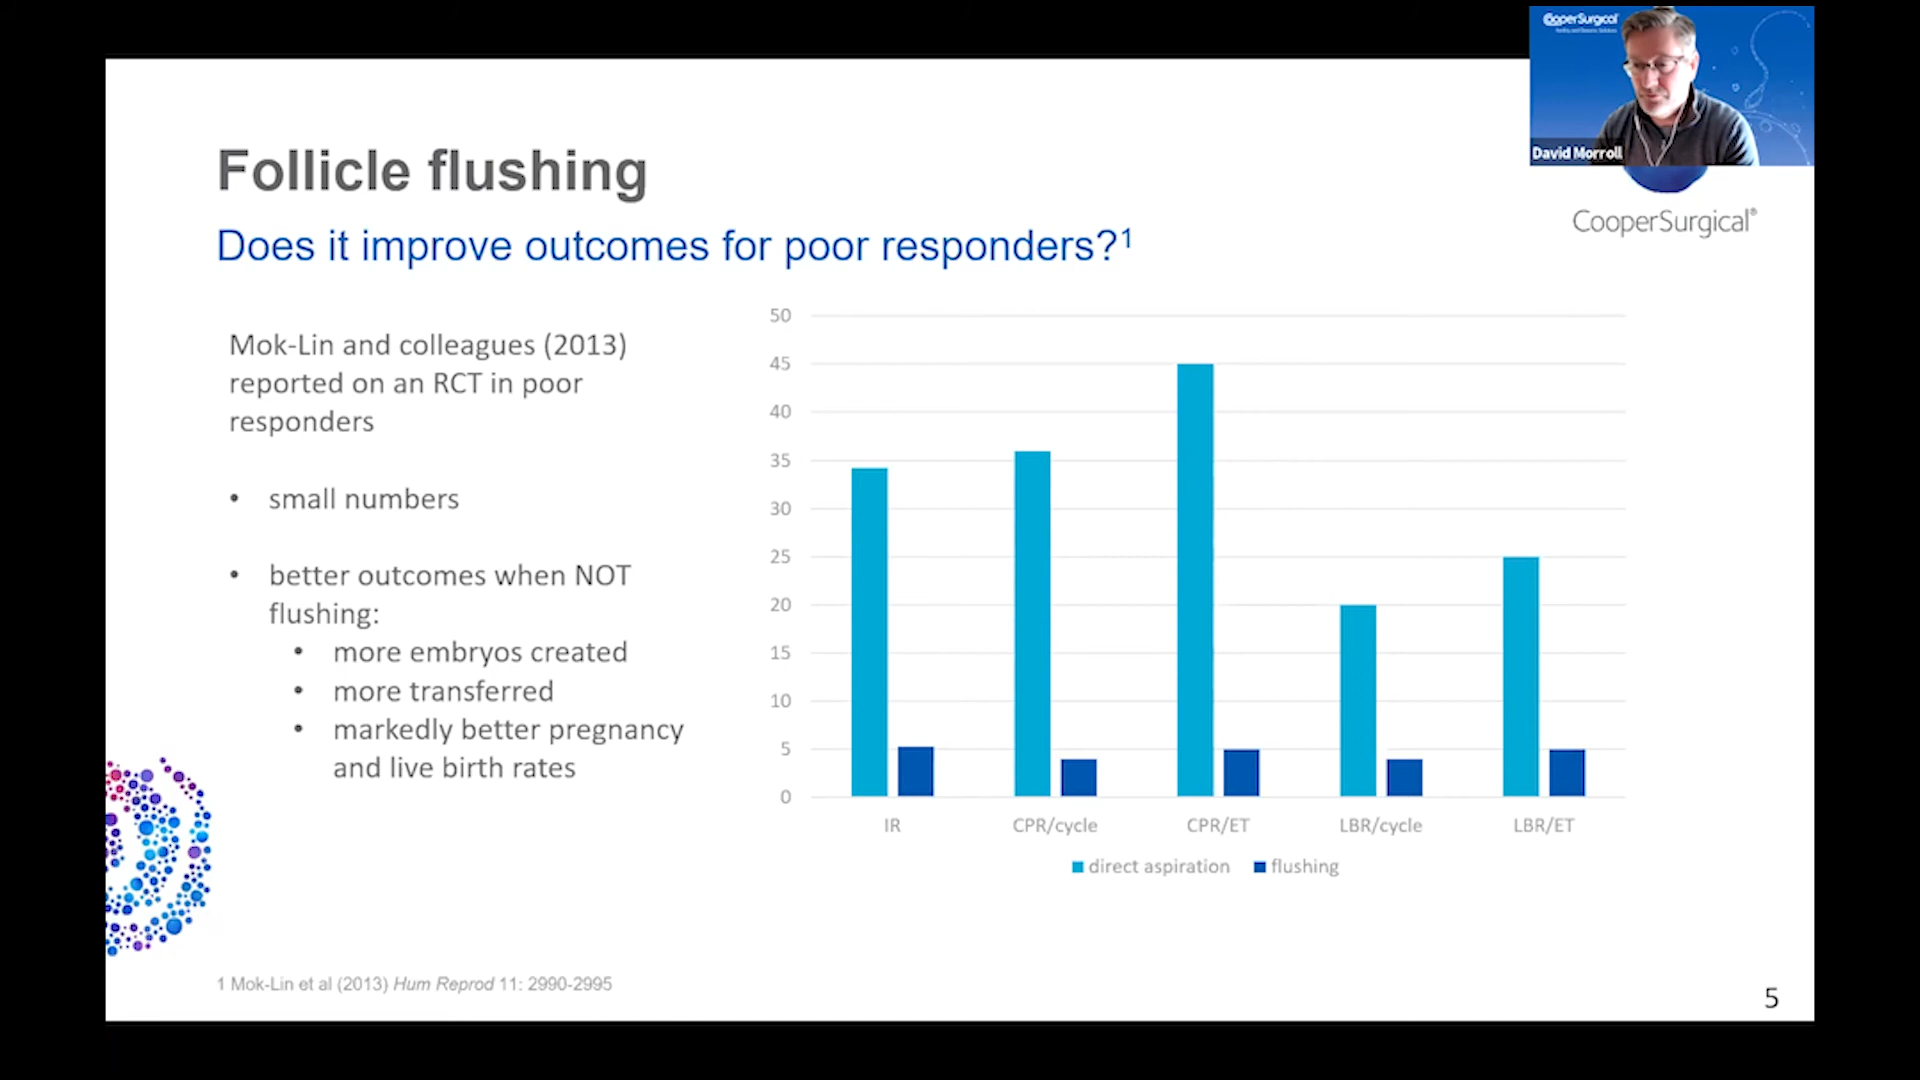 CooperSurgical
David Morroll
CooperSurgical®
Follicle flushing
Does it improve outcomes for poor responders?1
Mok-Lin and colleagues (2013)
reported on an RCT in poor
responders
• small numbers
• better outcomes when NOT
flushing:
• more embryos created
• more transferred
• markedly better pregnancy
and live birth rates
50
45
40
35
30
25
20
15
10
5
0
IR CPR/cycle CPR/ET LBR/cycle LBR/ET
direct aspiration flushing
1 Mok-Lin et al (2013) Hum Reprod 11: 2990-2995
5